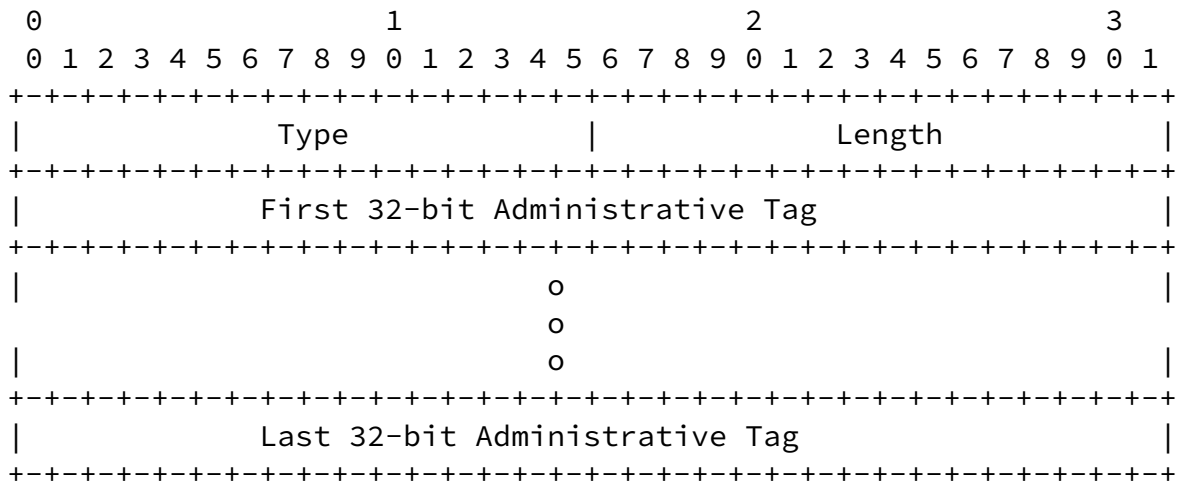 0                   1                   2                   3
 0 1 2 3 4 5 6 7 8 9 0 1 2 3 4 5 6 7 8 9 0 1 2 3 4 5 6 7 8 9 0 1
+-+-+-+-+-+-+-+-+-+-+-+-+-+-+-+-+-+-+-+-+-+-+-+-+-+-+-+-+-+-+-+-+
|              Type             |             Length            |
+-+-+-+-+-+-+-+-+-+-+-+-+-+-+-+-+-+-+-+-+-+-+-+-+-+-+-+-+-+-+-+-+
|             First 32-bit Administrative Tag                   |
+-+-+-+-+-+-+-+-+-+-+-+-+-+-+-+-+-+-+-+-+-+-+-+-+-+-+-+-+-+-+-+-+
|                             o                                 |
                              o
|                             o                                 |
+-+-+-+-+-+-+-+-+-+-+-+-+-+-+-+-+-+-+-+-+-+-+-+-+-+-+-+-+-+-+-+-+
|             Last 32-bit Administrative Tag                    |
+-+-+-+-+-+-+-+-+-+-+-+-+-+-+-+-+-+-+-+-+-+-+-+-+-+-+-+-+-+-+-+-+